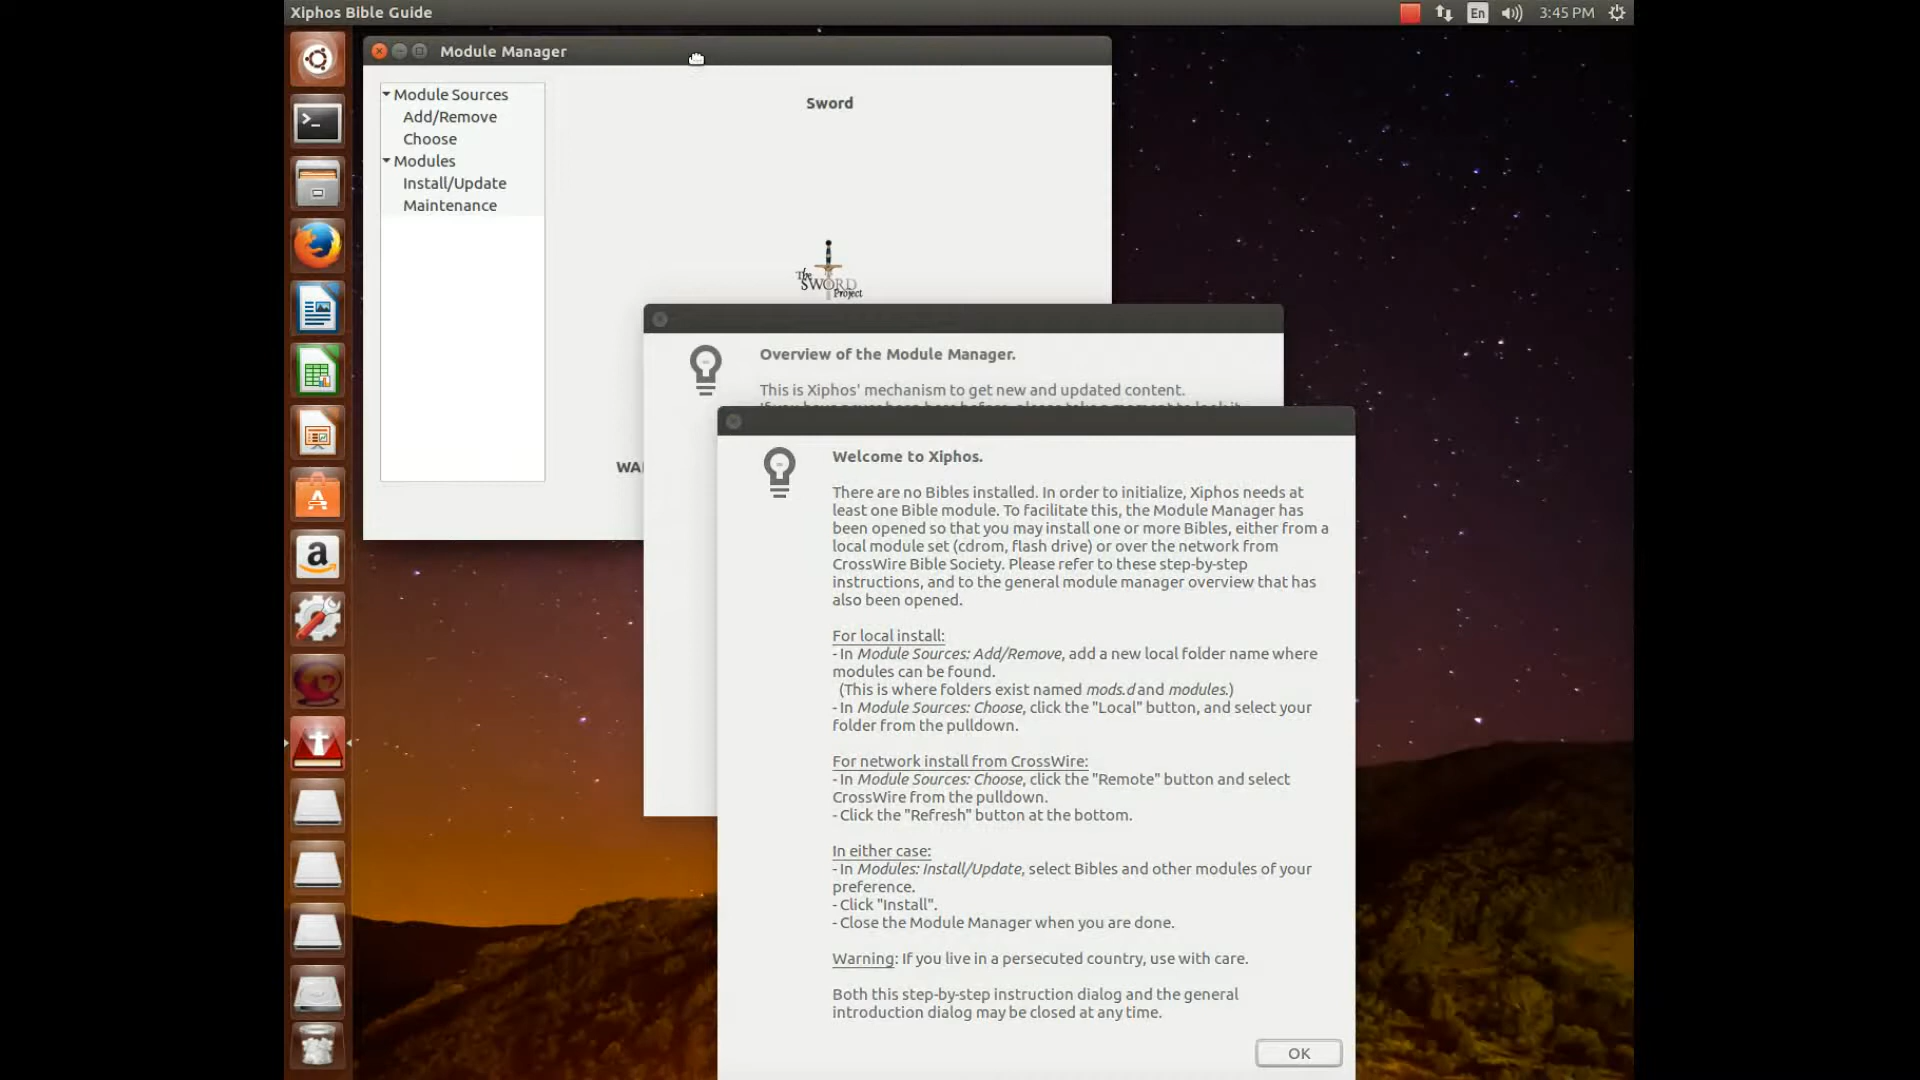 Xiphos Bible Guide
En
3:45 PM
Module Manager
Module Sources
Add/Remove
Choose
Modules
Install/Update
Maintenance
Sword
The
SWORD
Project
WA
Overview of the Module Manager.
This is Xiphos' mechanism to get new and updated content.
Welcome to Xiphos.
There are no Bibles installed. In order to initialize, Xiphos needs at
least one Bible module. To facilitate this, the Module Manager has
been opened so that you may install one or more Bibles, either from a
local module set (cdrom, flash drive) or over the network from
CrossWire Bible Society. Please refer to these step-by-step
instructions, and to the general module manager overview that has
also been opened.
For local install:
- In Module Sources: Add/Remove, add a new local folder name where
modules can be found.
(This is where folders exist named mods.d and modules.)
- In Module Sources: Choose, click the "Local" button, and select your
folder from the pulldown.
For network install from CrossWire:
- In Module Sources: Choose, click the "Remote" button and select
CrossWire from the pulldown.
- Click the "Refresh" button at the bottom.
In either case:
- In Modules: Install/Update, select Bibles and other modules of your
preference.
- Click "Install".
- Close the Module Manager when you are done.
Warning: If you live in a persecuted country, use with care.
Both this step-by-step instruction dialog and the general
introduction dialog may be closed at any time.
OK